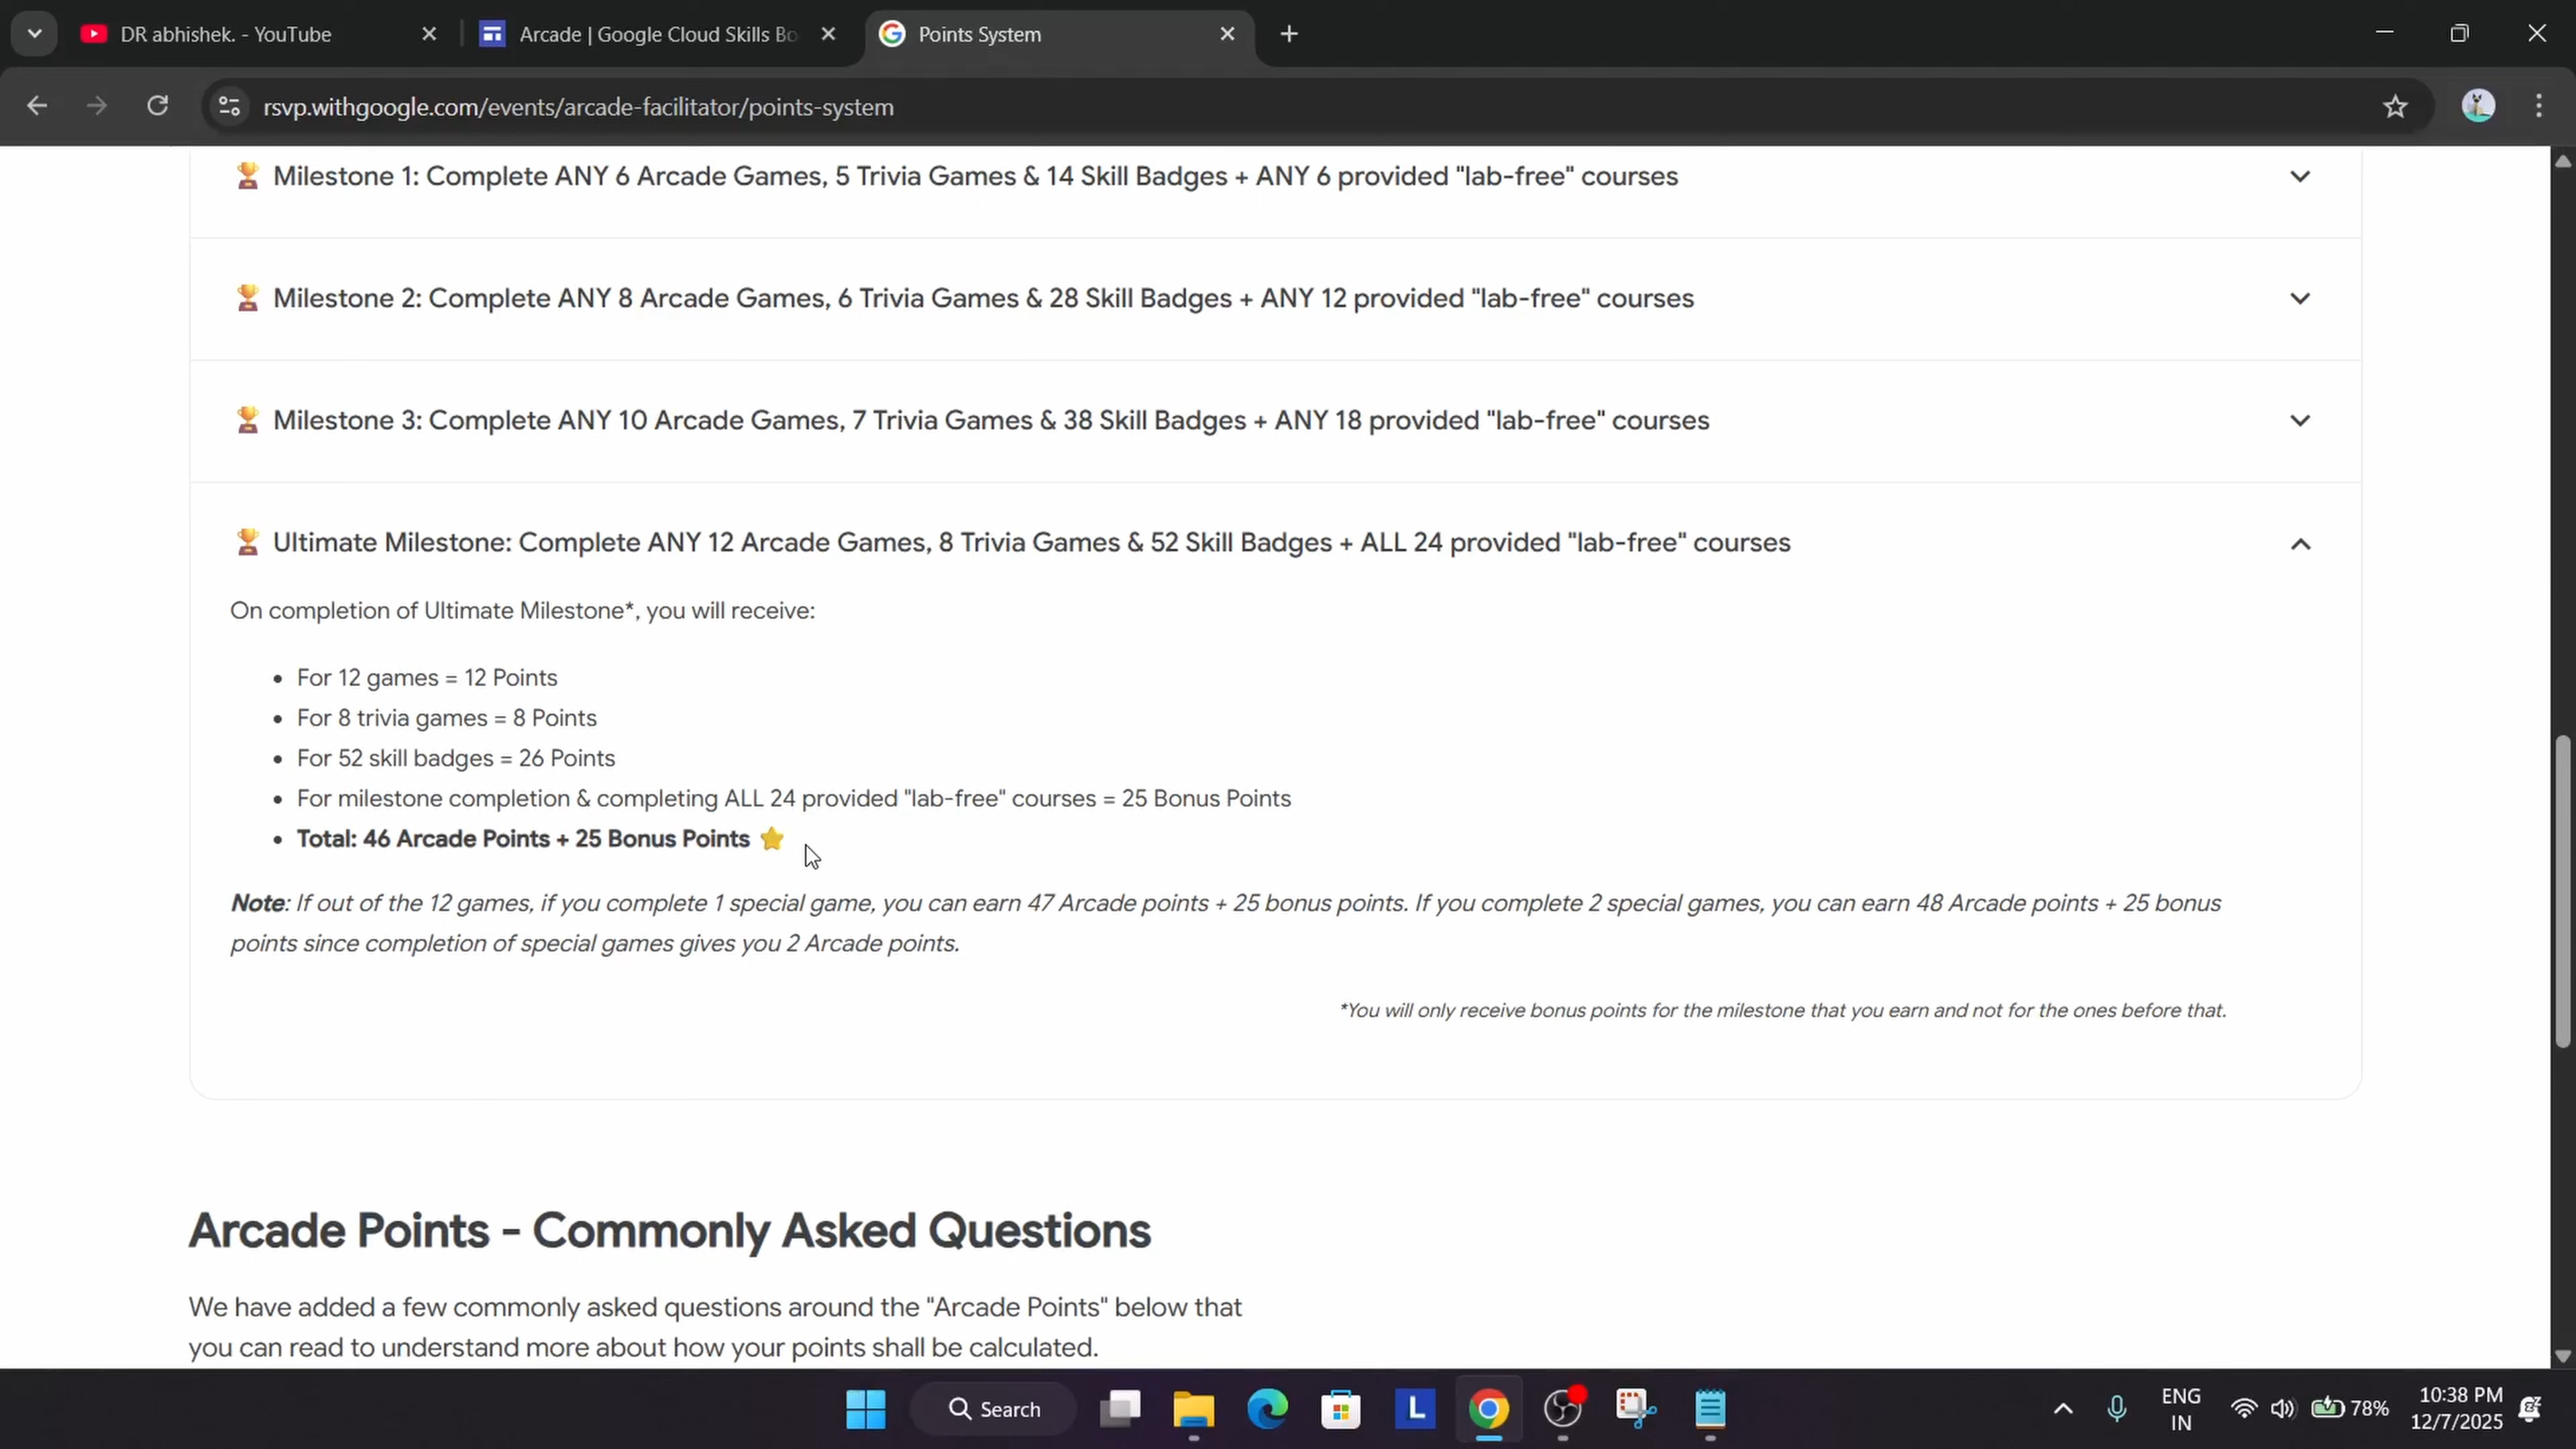 DR abhishek. - YouTube
Arcade | Google Cloud Skills Bo
Points System
rsvp.withgoogle.com/events/arcade-facilitator/points-system
🏆 Milestone 1: Complete ANY 6 Arcade Games, 5 Trivia Games & 14 Skill Badges + ANY 6 provided "lab-free" courses
🏆 Milestone 2: Complete ANY 8 Arcade Games, 6 Trivia Games & 28 Skill Badges + ANY 12 provided "lab-free" courses
🏆 Milestone 3: Complete ANY 10 Arcade Games, 7 Trivia Games & 38 Skill Badges + ANY 18 provided "lab-free" courses
🏆 Ultimate Milestone: Complete ANY 12 Arcade Games, 8 Trivia Games & 52 Skill Badges + ALL 24 provided "lab-free" courses
On completion of Ultimate Milestone*, you will receive:
• For 12 games = 12 Points
• For 8 trivia games = 8 Points
• For 52 skill badges = 26 Points
• For milestone completion & completing ALL 24 provided "lab-free" courses = 25 Bonus Points
• Total: 46 Arcade Points + 25 Bonus Points ⭐
Note: If out of the 12 games, if you complete 1 special game, you can earn 47 Arcade points + 25 bonus points. If you complete 2 special games, you can earn 48 Arcade points + 25 bonus
points since completion of special games gives you 2 Arcade points.
*You will only receive bonus points for the milestone that you earn and not for the ones before that.
Arcade Points - Commonly Asked Questions
We have added a few commonly asked questions around the "Arcade Points" below that
you can read to understand more about how your points shall be calculated.
Search
L
ENG
IN
78%
10:38 PM
12/7/2025